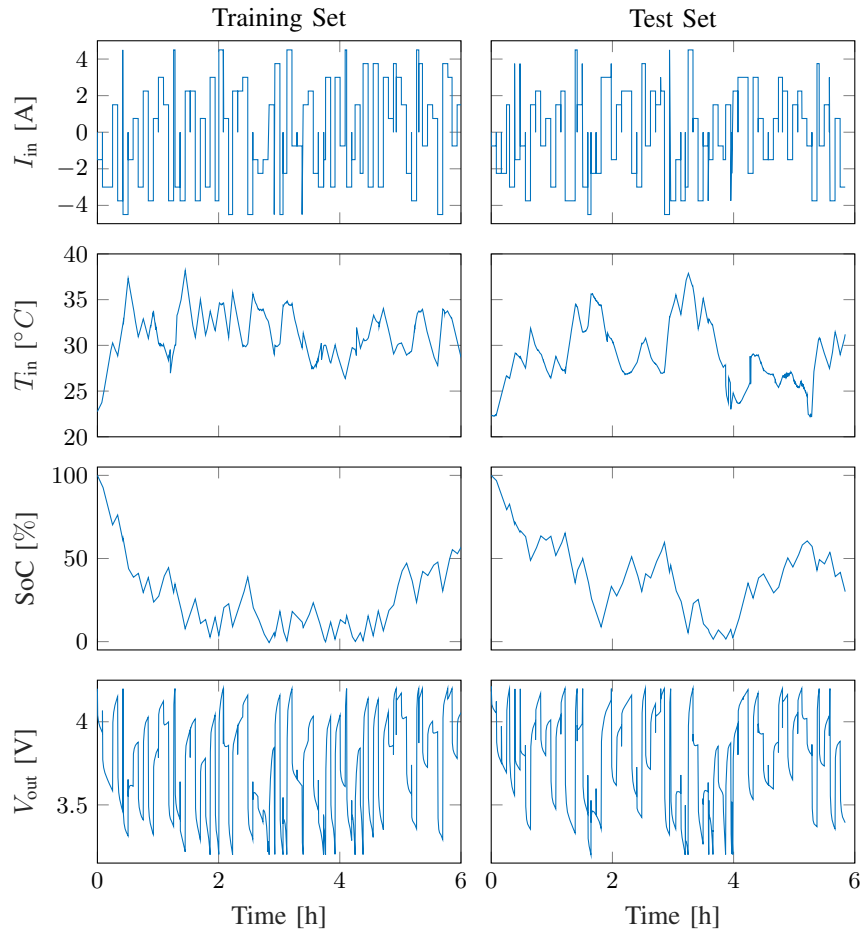 Training Set
Test Set
I_in [A]
4
2
0
−2
−4
T_in [°C]
40
35
30
25
20
SoC [%]
100
50
0
V_out [V]
4
3.5
0 2 4 6
0 2 4 6
Time [h]
Time [h]